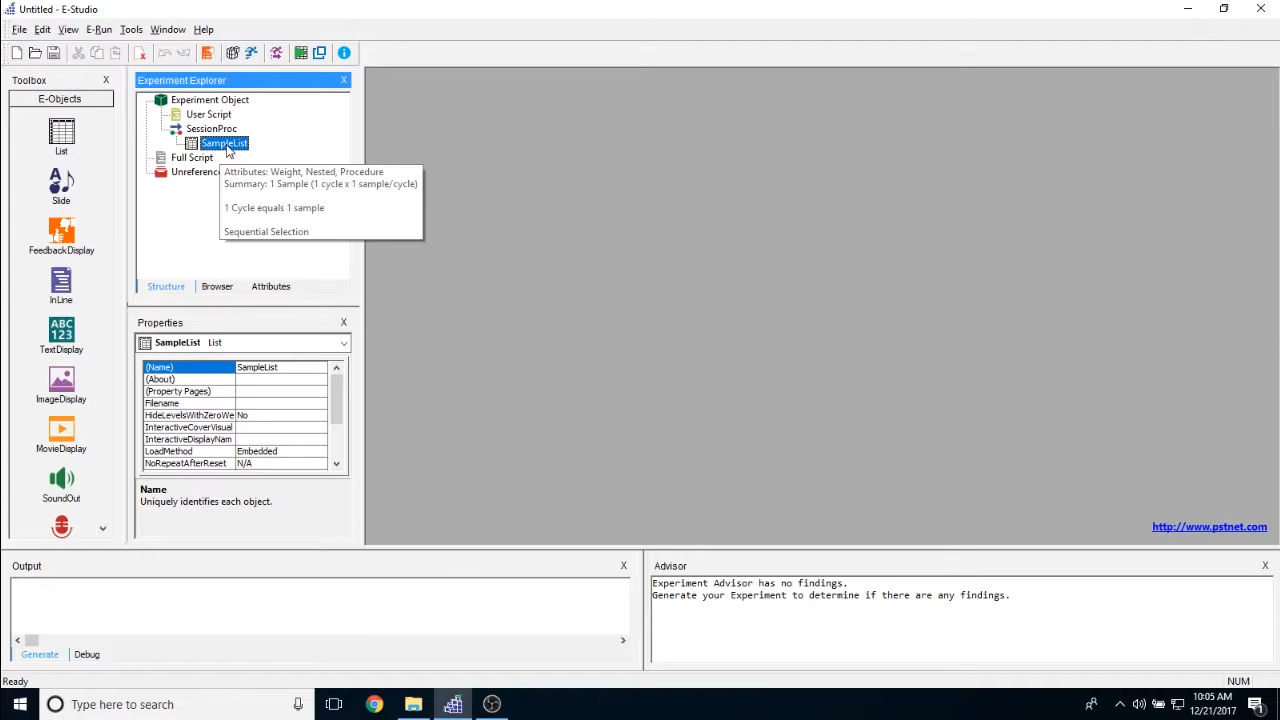 Untitled - E-Studio
File Edit View E-Run Tools Window Help
Toolbox X
E-Objects
List
Slide
FeedbackDisplay
InLine
ABC
123
TextDisplay
ImageDisplay
MovieDisplay
SoundOut
Experiment Explorer X
Experiment Object
User Script
SessionProc
SampleList
Full Script
Unreference
Attributes: Weight, Nested, Procedure
Summary: 1 Sample (1 cycle x 1 sample/cycle)
1 Cycle equals 1 sample
Sequential Selection
Structure Browser Attributes
Properties X
SampleList List
(Name) SampleList
(About)
(Property Pages)
Filename
HideLevelsWithZeroWe No
InteractiveCoverVisual
InteractiveDisplayNam
LoadMethod Embedded
NoRepeatAfterReset N/A
Name
Uniquely identifies each object.
http://www.pstnet.com
Output X
Generate Debug
Advisor X
Experiment Advisor has no findings.
Generate your Experiment to determine if there are any findings.
Ready NUM
Type here to search
10:05 AM
12/21/2017
1